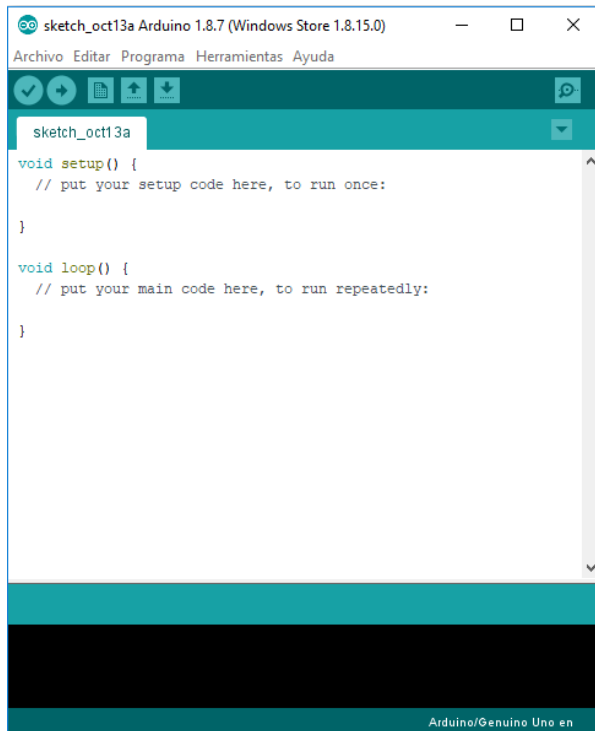 sketch_oct13a Arduino 1.8.7 (Windows Store 1.8.15.0)
Archivo Editar Programa Herramientas Ayuda
sketch_oct13a
void setup() {
  // put your setup code here, to run once:
}
void loop() {
  // put your main code here, to run repeatedly:
}
Arduino/Genuino Uno en